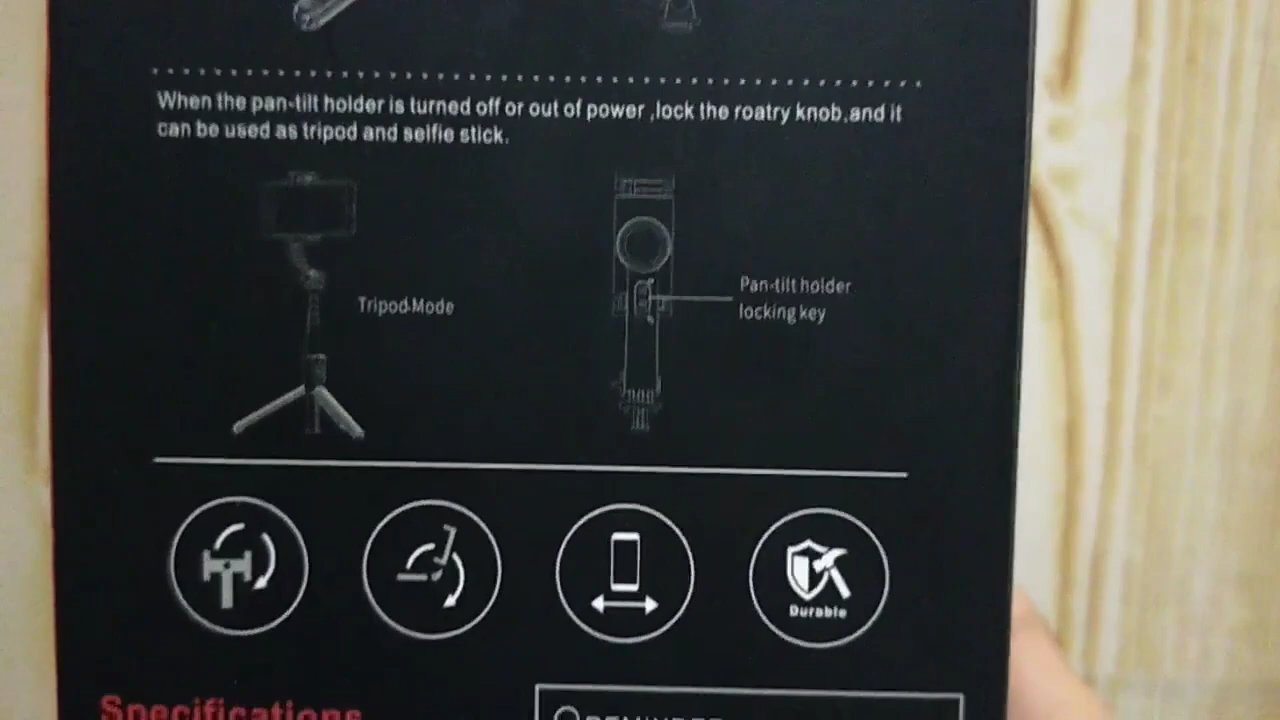 When the pan-tilt holder is turned off or out of power ,lock the roatry knob,and it
can be used as tripod and selfie stick.
Tripod-Mode
Pan-tilt holder
locking key
Durable
Specifications
REMINDER